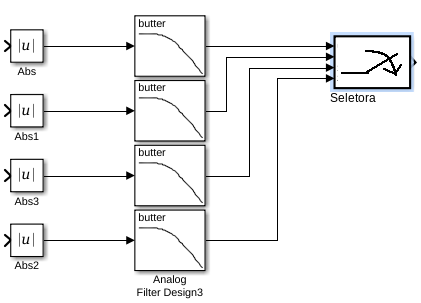 butter
|u|
Abs
Seletora
butter
|u|
Abs1
butter
|u|
Abs3
butter
|u|
Abs2
Analog
Filter Design3